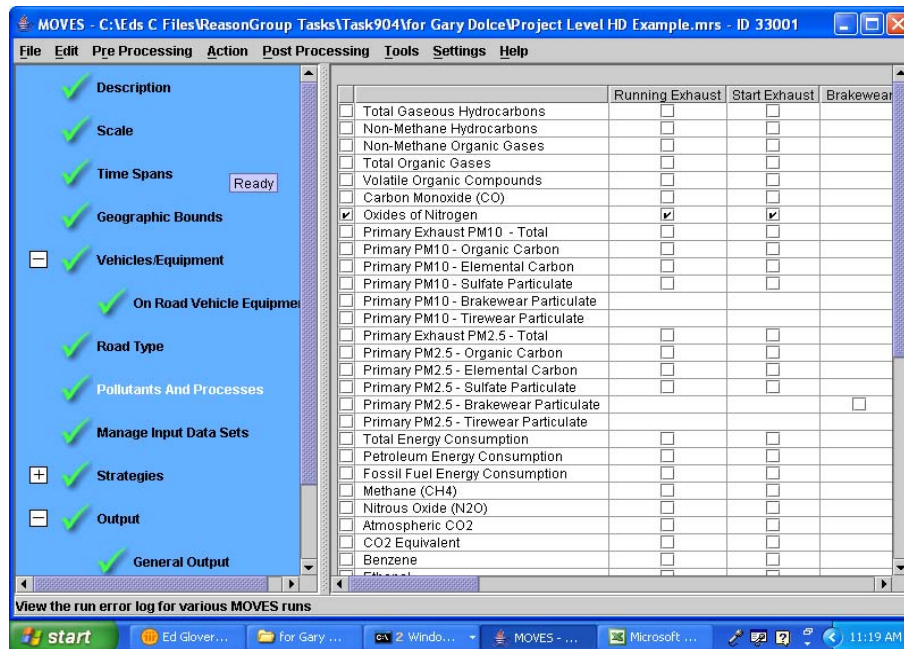 MOVES - C:\Eds C Files\ReasonGroup Tasks\Task904\for Gary Dolce\Project Level HD Example.mrs - ID 33001
File Edit Pre Processing Action Post Processing Tools Settings Help
Description
Scale
Time Spans
Ready
Geographic Bounds
Vehicles/Equipment
On Road Vehicle Equipme
Road Type
Pollutants And Processes
Manage Input Data Sets
Strategies
Output
General Output
Running Exhaust Start Exhaust Brakewear
Total Gaseous Hydrocarbons
Non-Methane Hydrocarbons
Non-Methane Organic Gases
Total Organic Gases
Volatile Organic Compounds
Carbon Monoxide (CO)
Oxides of Nitrogen
Primary Exhaust PM10 - Total
Primary PM10 - Organic Carbon
Primary PM10 - Elemental Carbon
Primary PM10 - Sulfate Particulate
Primary PM10 - Brakewear Particulate
Primary PM10 - Tirewear Particulate
Primary Exhaust PM2.5 - Total
Primary PM2.5 - Organic Carbon
Primary PM2.5 - Elemental Carbon
Primary PM2.5 - Sulfate Particulate
Primary PM2.5 - Brakewear Particulate
Primary PM2.5 - Tirewear Particulate
Total Energy Consumption
Petroleum Energy Consumption
Fossil Fuel Energy Consumption
Methane (CH4)
Nitrous Oxide (N2O)
Atmospheric CO2
CO2 Equivalent
Benzene
View the run error log for various MOVES runs
start Ed Glover... for Gary ... 2 Windo... MOVES - ... Microsoft ... 11:19 AM